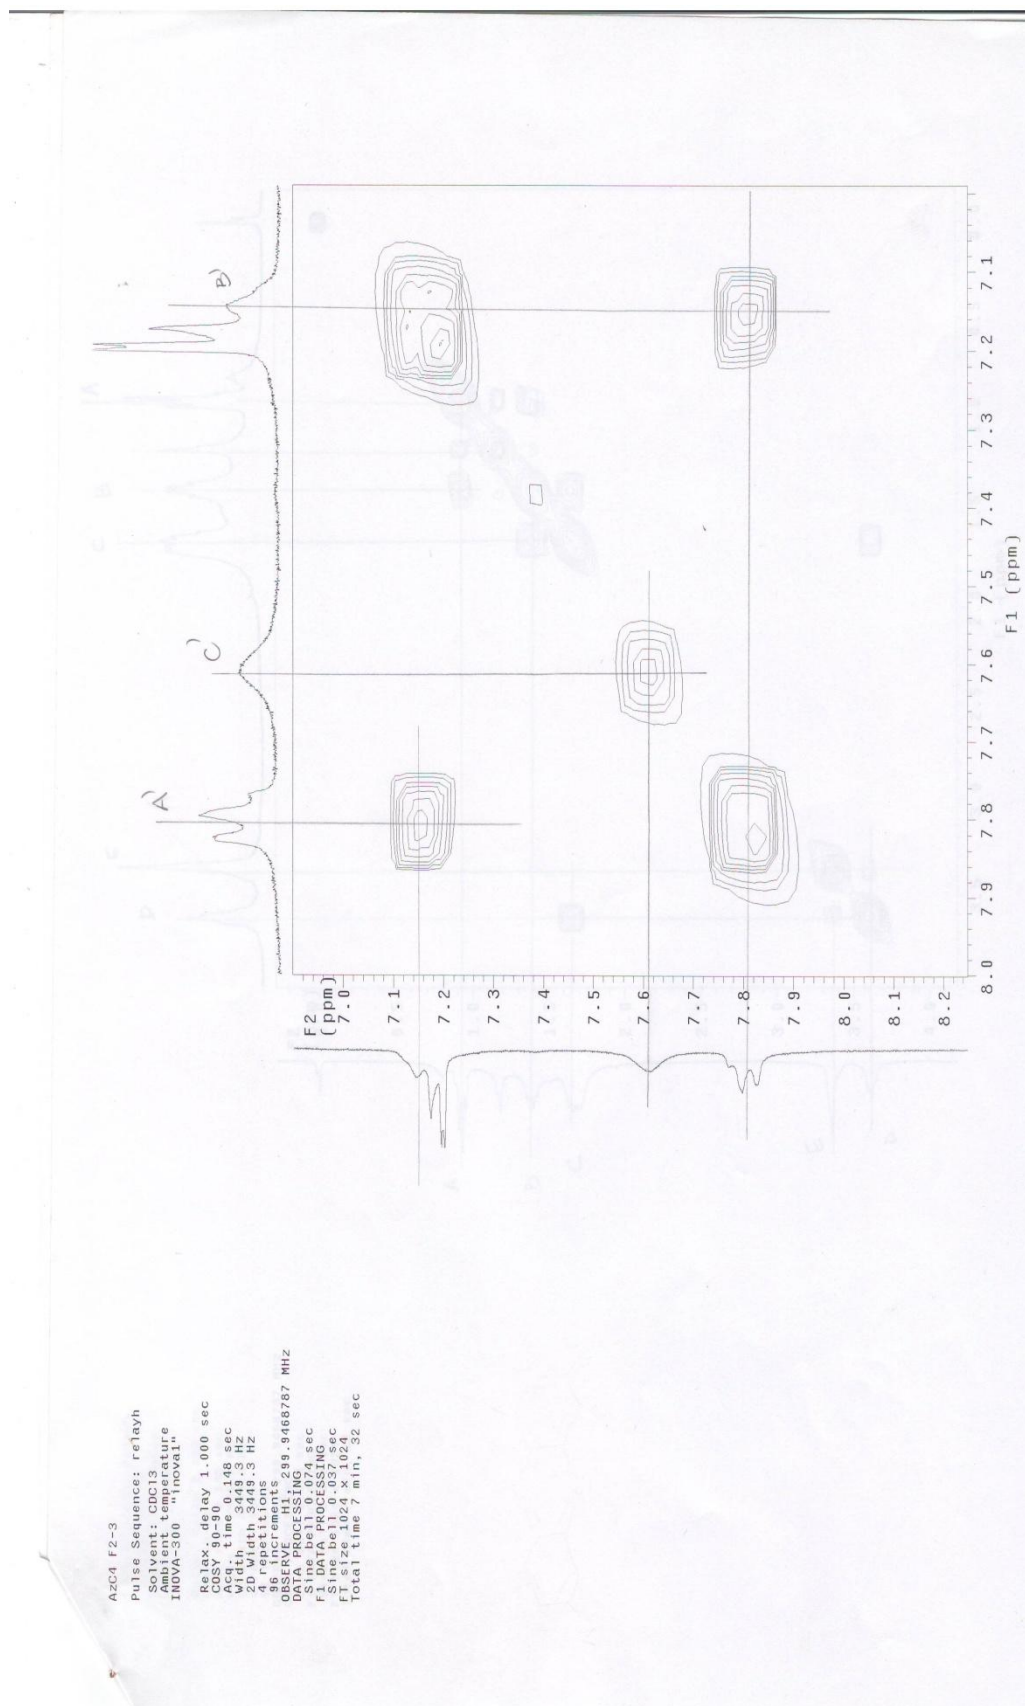 AzC4 F2-3
Pulse Sequence: relayh
Solvent: CDCl3
Ambient temperature
INOVA-300 "inova1"
Relax. delay 1.000 sec
COSY 90-90
Acq. time 0.148 sec
Width 3449.3 Hz
2D Width 3449.3 Hz
4 repetitions
96 increments
OBSERVE H1, 299.9468787 MHz
DATA PROCESSING
Sine bell 0.074 sec
F1 DATA PROCESSING
Sine bell 0.037 sec
FT size 1024 x 1024
Total time 7 min, 32 sec
A'
C'
B'
F2
(ppm)
7.0
7.1
7.2
7.3
7.4
7.5
7.6
7.7
7.8
7.9
8.0
8.1
8.2
8.0 7.9 7.8 7.7 7.6 7.5 7.4 7.3 7.2 7.1
F1 (ppm)